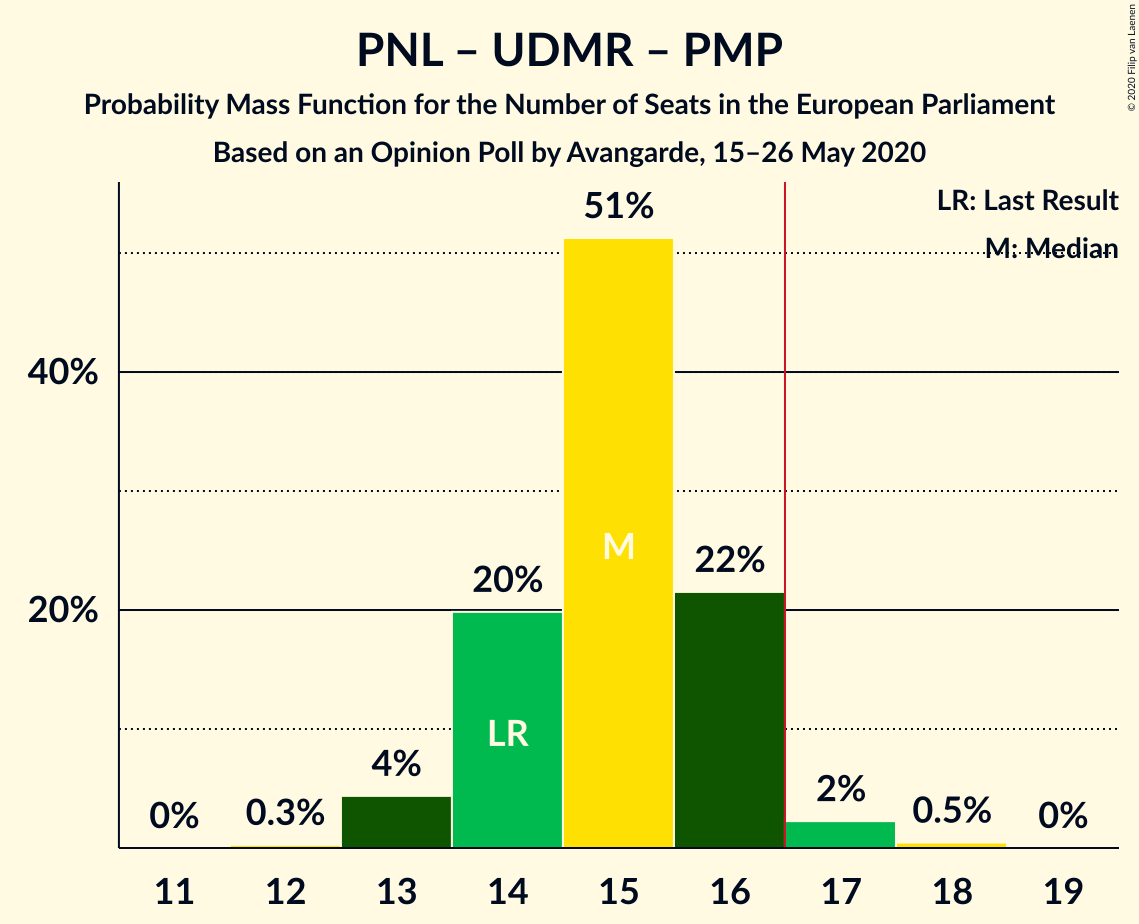 PNL – UDMR – PMP
Probability Mass Function for the Number of Seats in the European Parliament
Based on an Opinion Poll by Avangarde, 15–26 May 2020
© 2020 Filip van Laenen
LR: Last Result
M: Median
40%
20%
0%
0.3%
4%
20%
51%
22%
2%
0.5%
0%
LR
M
11 12 13 14 15 16 17 18 19